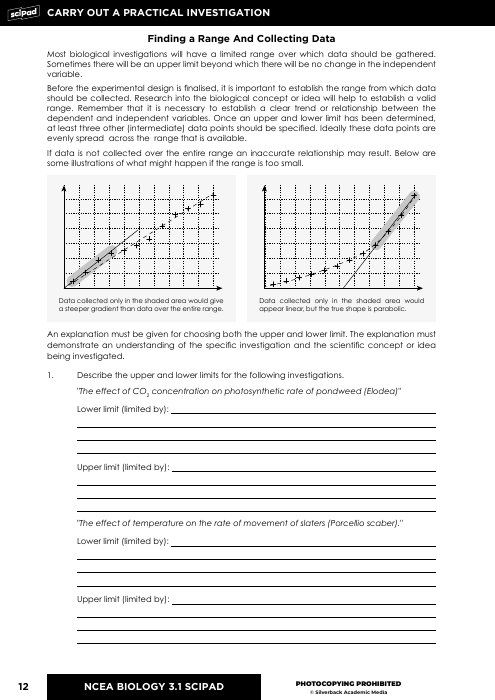 scipad CARRY OUT A PRACTICAL INVESTIGATION
Finding a Range And Collecting Data
Most biological investigations will have a limited range over which data should be gathered.
Sometimes there will be an upper limit beyond which there will be no change in the independent
variable.
Before the experimental design is finalised, it is important to establish the range from which data
should be collected. Research into the biological concept or idea will help to establish a valid
range. Remember that it is necessary to establish a clear trend or relationship between the
dependent and independent variables. Once an upper and lower limit has been determined,
at least three other (intermediate) data points should be specified. Ideally these data points are
evenly spread across the range that is available.
If data is not collected over the entire range an inaccurate relationship may result. Below are
some illustrations of what might happen if the range is too small.
Data collected only in the shaded area would give
a steeper gradient than data over the entire range.
Data collected only in the shaded area would
appear linear, but the true shape is parabolic.
An explanation must be given for choosing both the upper and lower limit. The explanation must
demonstrate an understanding of the specific investigation and the scientific concept or idea
being investigated.
1. Describe the upper and lower limits for the following investigations.
"The effect of CO2 concentration on photosynthetic rate of pondweed (Elodea)"
Lower limit (limited by):
Upper limit (limited by):
"The effect of temperature on the rate of movement of slaters (Porcellio scaber)."
Lower limit (limited by):
Upper limit (limited by):
12 NCEA BIOLOGY 3.1 SCIPAD
PHOTOCOPYING PROHIBITED
© Silverback Academic Media